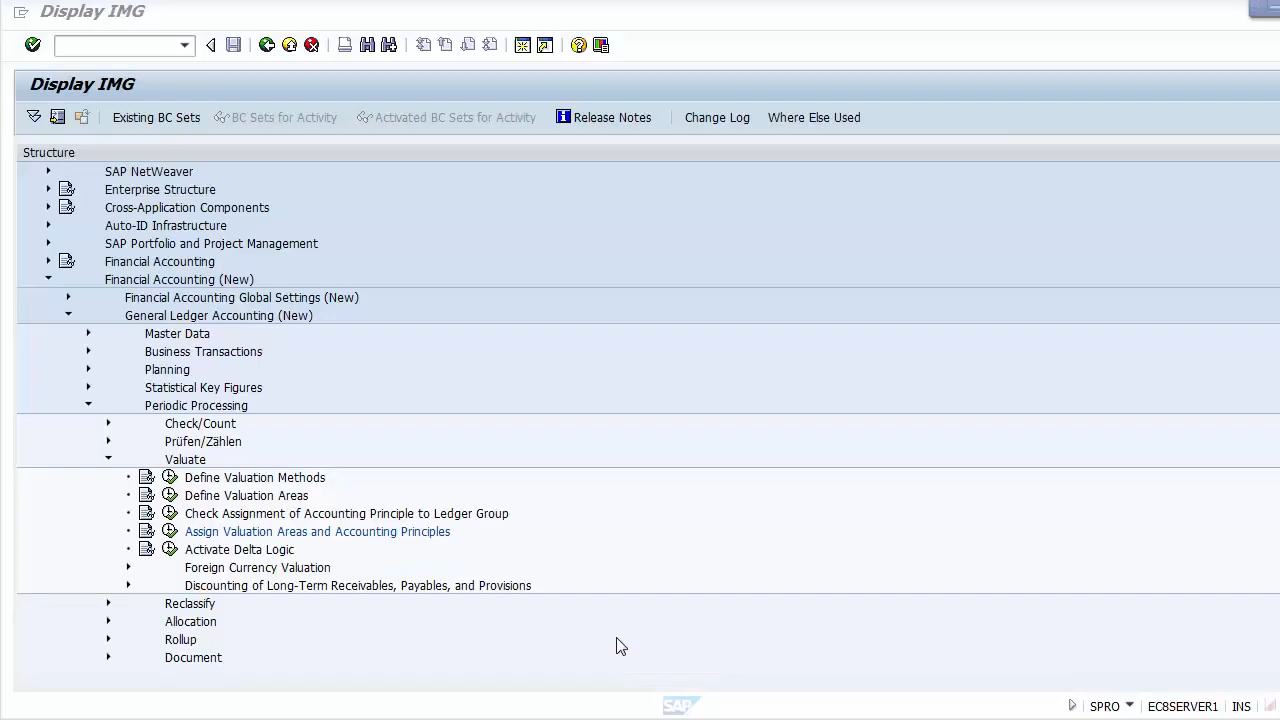 Display IMG
Display IMG
Existing BC Sets BC Sets for Activity Activated BC Sets for Activity Release Notes Change Log Where Else Used
Structure
SAP NetWeaver
Enterprise Structure
Cross-Application Components
Auto-ID Infrastructure
SAP Portfolio and Project Management
Financial Accounting
Financial Accounting (New)
Financial Accounting Global Settings (New)
General Ledger Accounting (New)
Master Data
Business Transactions
Planning
Statistical Key Figures
Periodic Processing
Check/Count
Prüfen/Zählen
Valuate
Define Valuation Methods
Define Valuation Areas
Check Assignment of Accounting Principle to Ledger Group
Assign Valuation Areas and Accounting Principles
Activate Delta Logic
Foreign Currency Valuation
Discounting of Long-Term Receivables, Payables, and Provisions
Reclassify
Allocation
Rollup
Document
SAP SPRO EC8SERVER1 INS